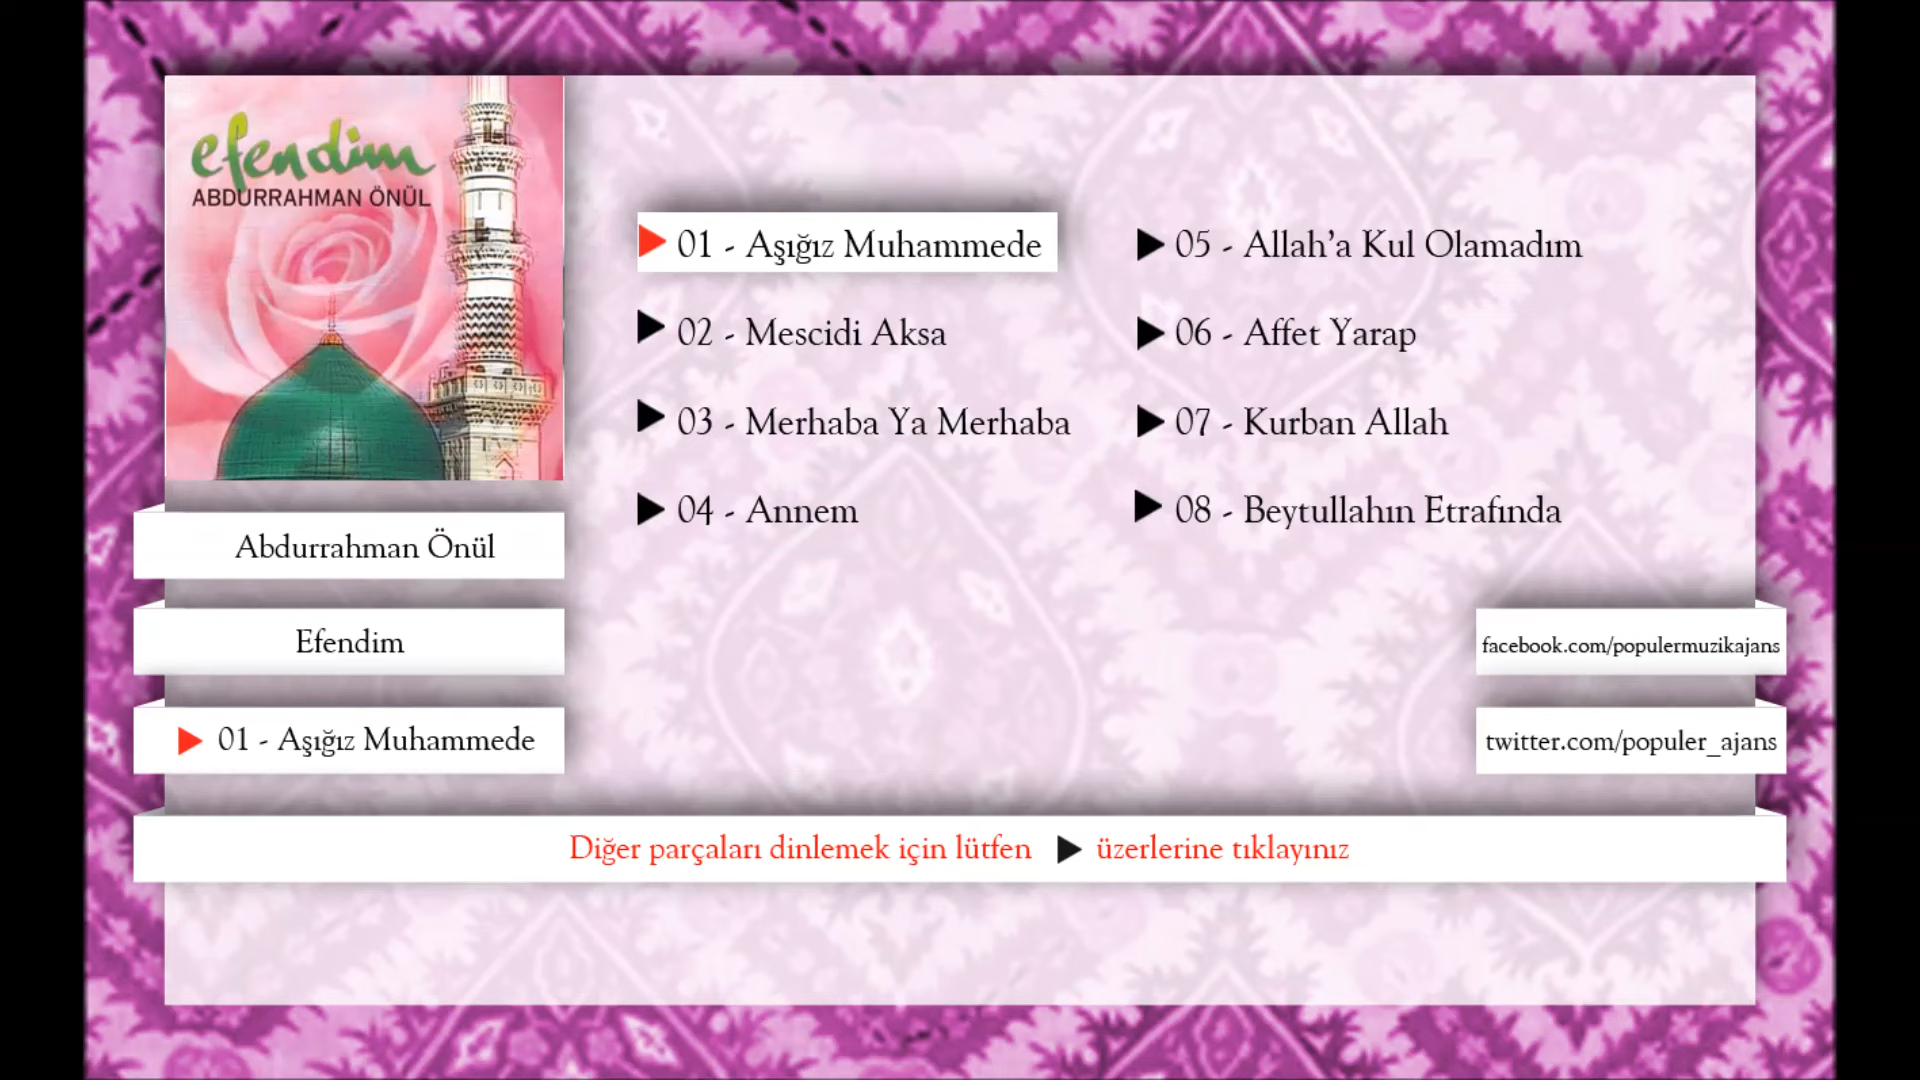 efendim
ABDURRAHMAN ÖNÜL
01 - Aşığız Muhammede
02 - Mescidi Aksa
03 - Merhaba Ya Merhaba
04 - Annem
05 - Allah’a Kul Olamadım
06 - Affet Yarap
07 - Kurban Allah
08 - Beytullahın Etrafında
Abdurrahman Önül
Efendim
01 - Aşığız Muhammede
facebook.com/populermuzikajans
twitter.com/populer_ajans
Diğer parçaları dinlemek için lütfen üzerlerine tıklayınız